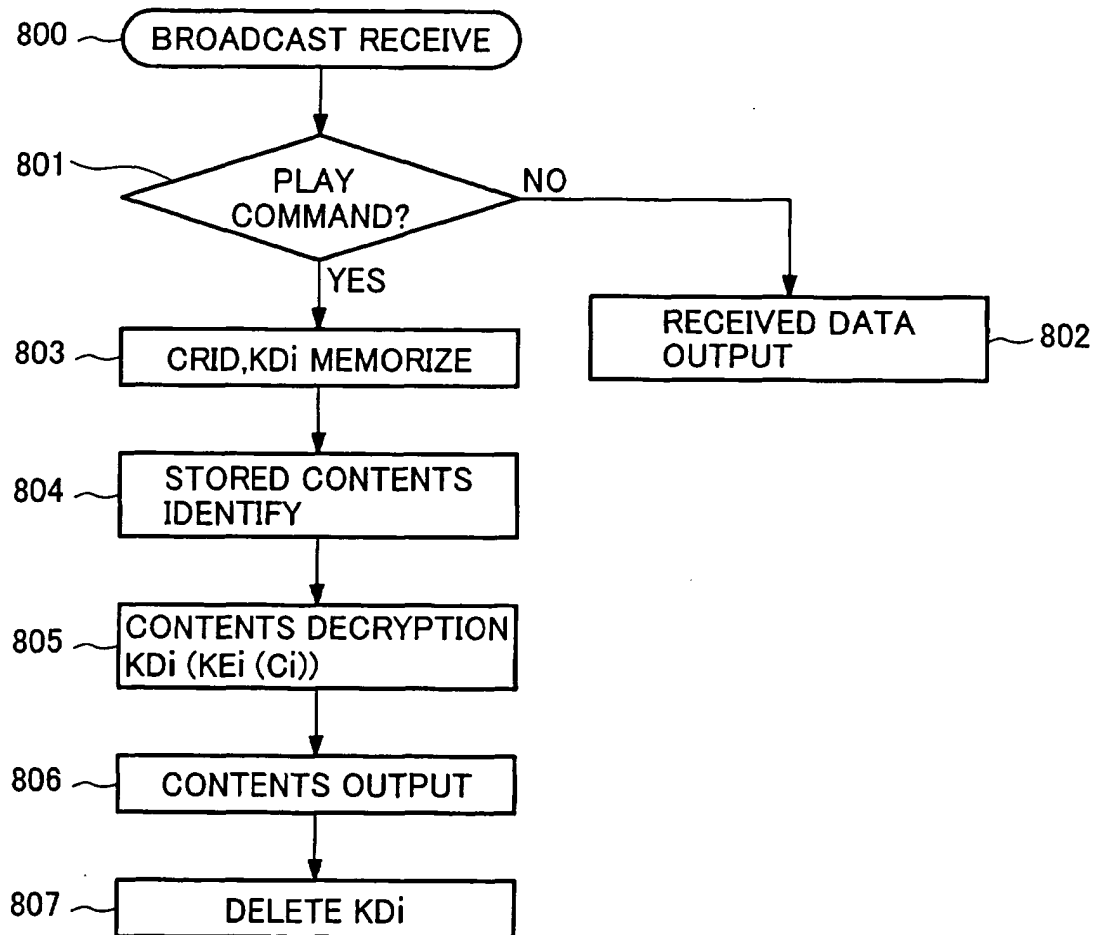 800
BROADCAST RECEIVE
801
PLAY
COMMAND?
NO
YES
RECEIVED DATA
OUTPUT
802
803
CRID,KDi MEMORIZE
804
STORED CONTENTS
IDENTIFY
805
CONTENTS DECRYPTION
KDi (KEi (Ci))
806
CONTENTS OUTPUT
807
DELETE KDi